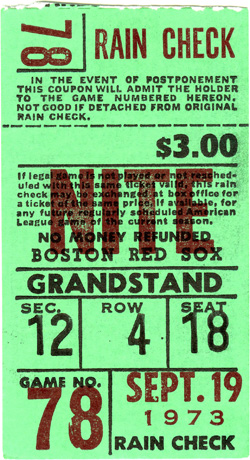 78
RAIN CHECK
IN THE EVENT OF POSTPONEMENT
THIS COUPON WILL ADMIT THE HOLDER
TO THE GAME NUMBERED HEREON.
NOT GOOD IF DETACHED FROM ORIGINAL
RAIN CHECK.
$3.00
If legal game is not played or not resched-
uled with this same ticket valid, this rain
check may be exchanged at box office for
a ticket of the same price, if available, for
any future regularly scheduled American
League game of the current season.
NO MONEY REFUNDED
BOSTON RED SOX
GRANDSTAND
SEC. ROW SEAT
12 4 18
GAME NO.
78
SEPT. 19
1973
RAIN CHECK